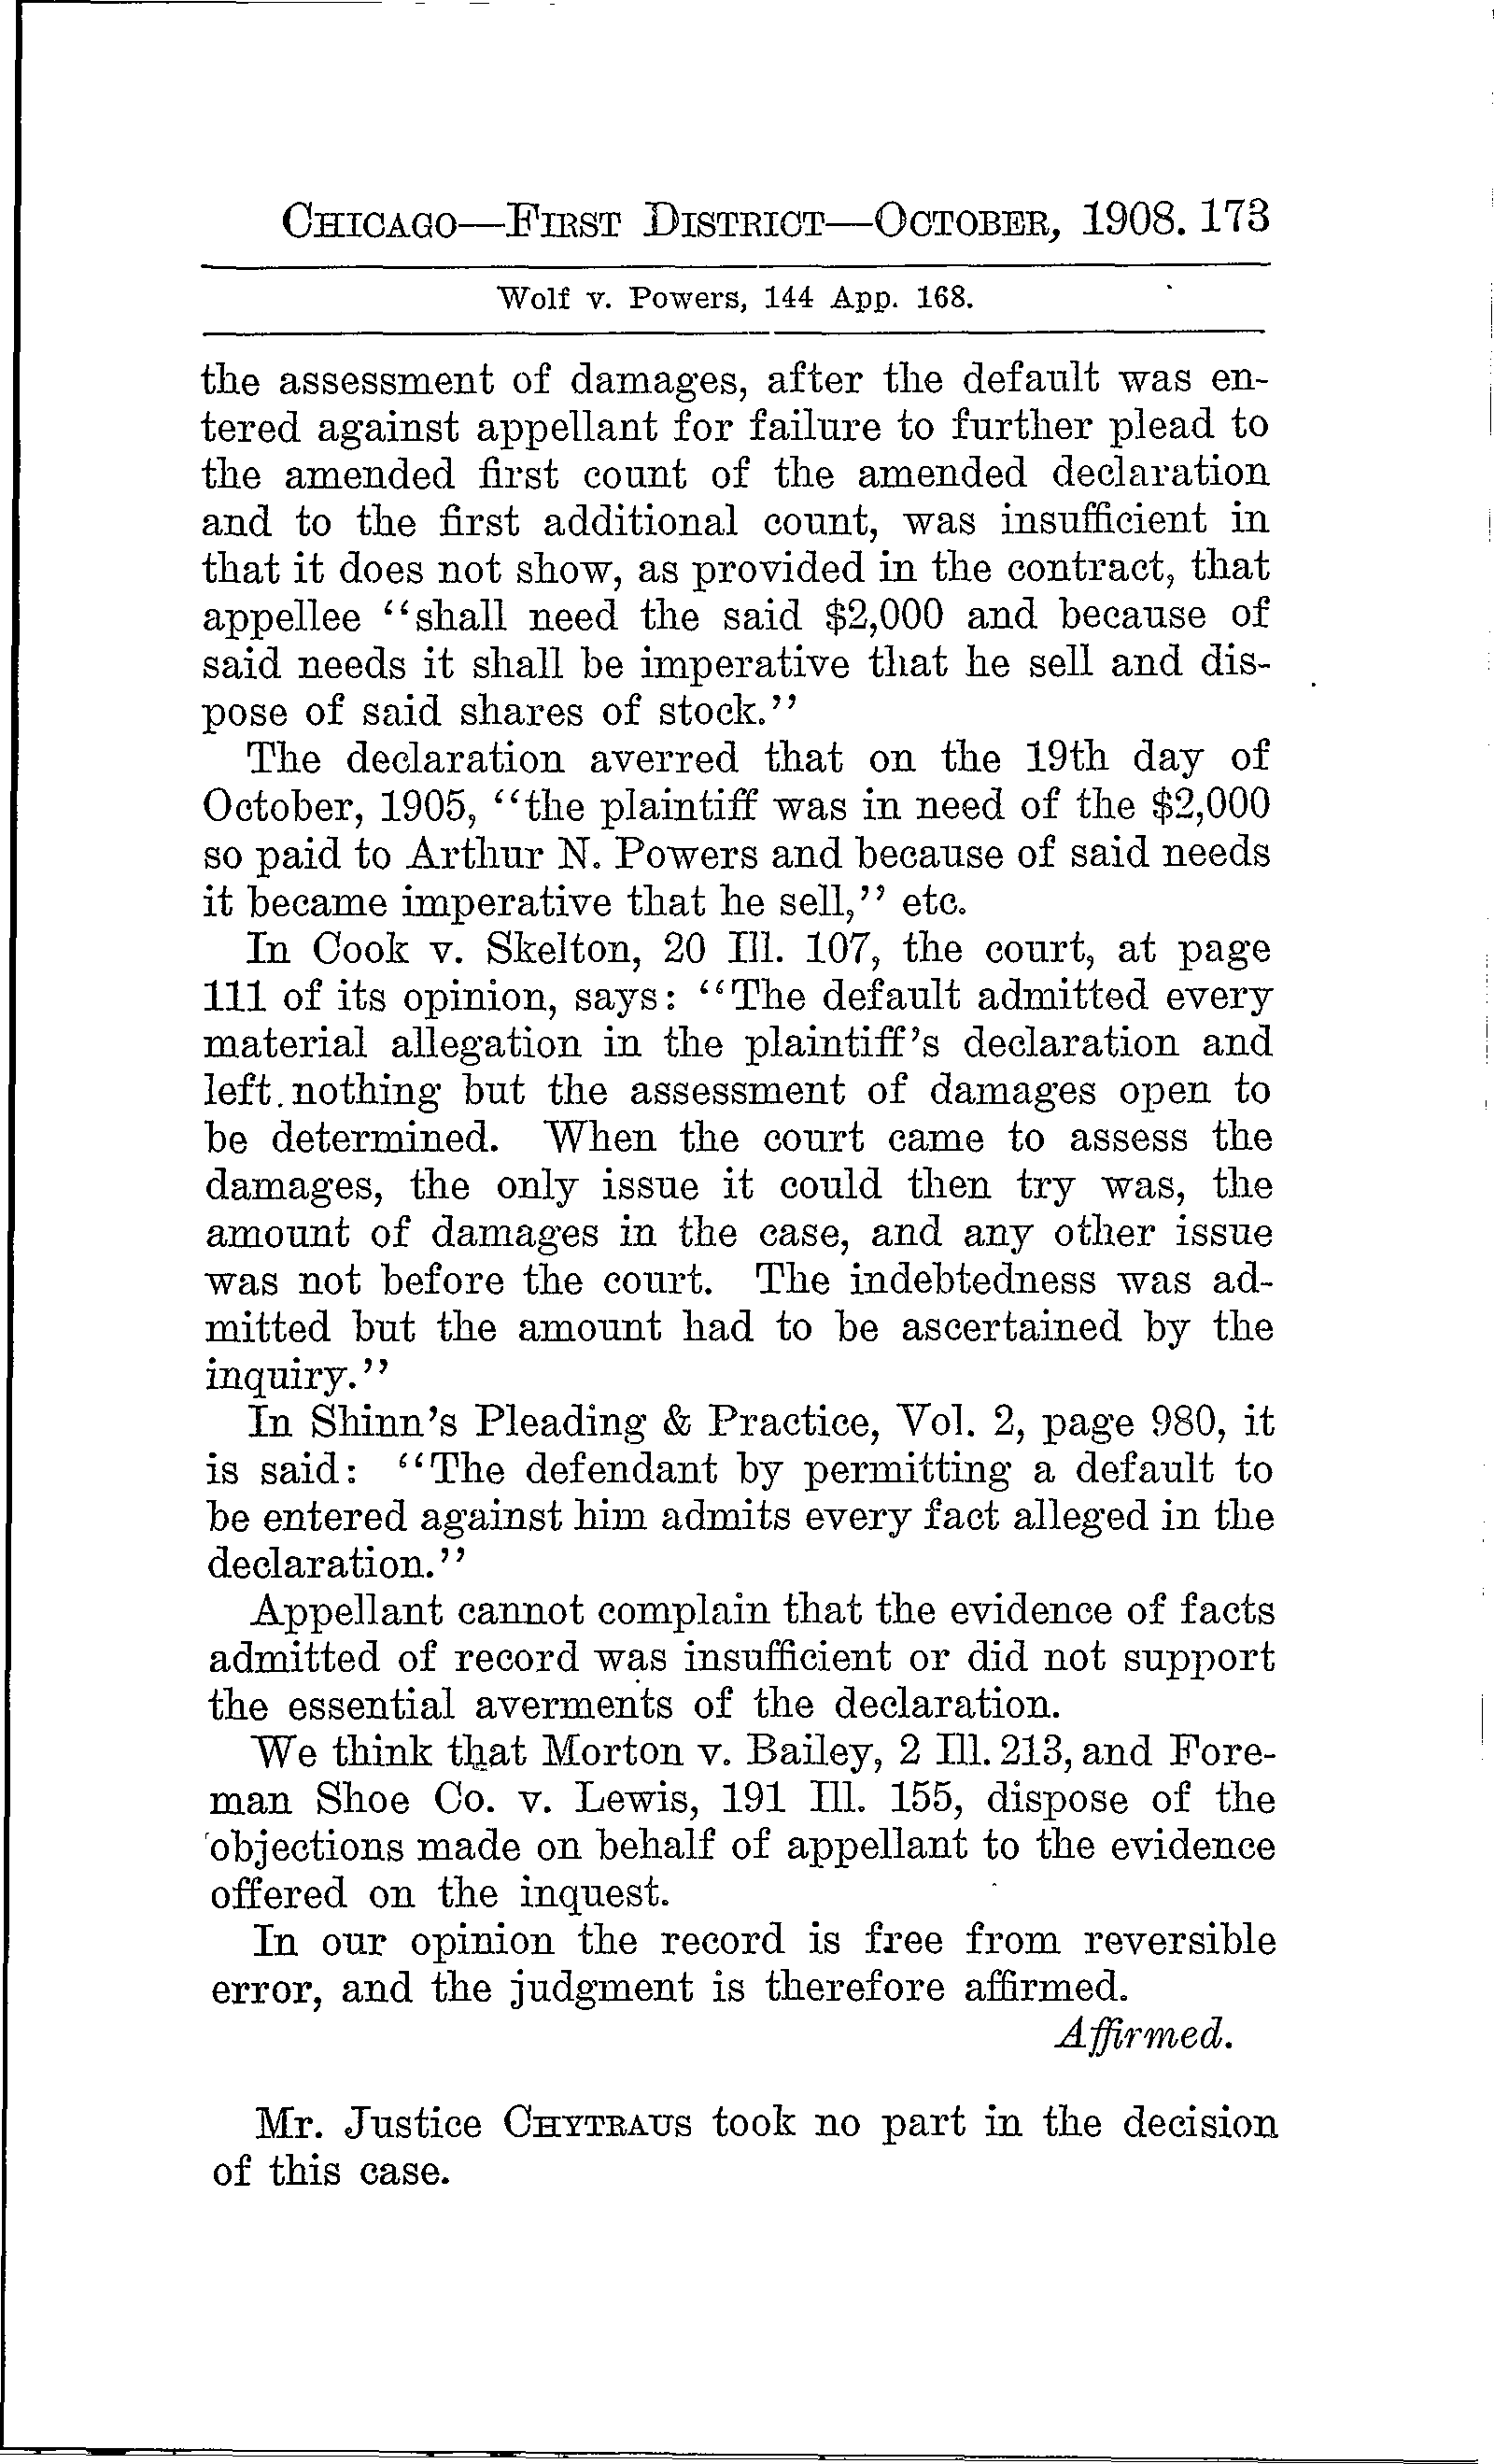 CHICAGO—FIRST DISTRICT—OCTOBER, 1908. 173
Wolf v. Powers, 144 App. 168.
the assessment of damages, after the default was en-
tered against appellant for failure to further plead to
the amended first count of the amended declaration
and to the first additional count, was insufficient in
that it does not show, as provided in the contract, that
appellee “shall need the said $2,000 and because of
said needs it shall be imperative that he sell and dis-
pose of said shares of stock.”
The declaration averred that on the 19th day of
October, 1905, “the plaintiff was in need of the $2,000
so paid to Arthur N. Powers and because of said needs
it became imperative that he sell,” etc.
In Cook v. Skelton, 20 Ill. 107, the court, at page
111 of its opinion, says: “The default admitted every
material allegation in the plaintiff’s declaration and
left nothing but the assessment of damages open to
be determined. When the court came to assess the
damages, the only issue it could then try was, the
amount of damages in the case, and any other issue
was not before the court. The indebtedness was ad-
mitted but the amount had to be ascertained by the
inquiry.”
In Shinn’s Pleading & Practice, Vol. 2, page 980, it
is said: “The defendant by permitting a default to
be entered against him admits every fact alleged in the
declaration.”
Appellant cannot complain that the evidence of facts
admitted of record was insufficient or did not support
the essential averments of the declaration.
We think that Morton v. Bailey, 2 Ill. 213, and Fore-
man Shoe Co. v. Lewis, 191 Ill. 155, dispose of the
objections made on behalf of appellant to the evidence
offered on the inquest.
In our opinion the record is free from reversible
error, and the judgment is therefore affirmed.
Affirmed.
Mr. Justice CHYTRAUS took no part in the decision
of this case.